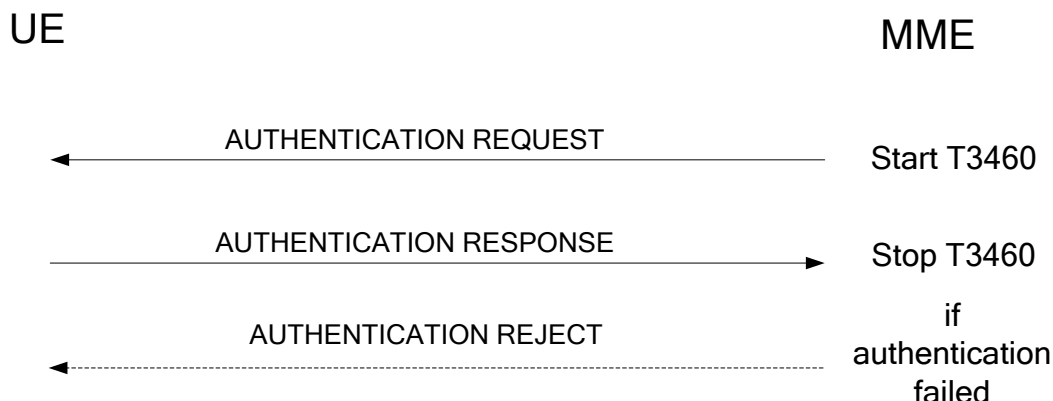 UE
MME
AUTHENTICATION REQUEST
Start T3460
AUTHENTICATION RESPONSE
Stop T3460
AUTHENTICATION REJECT
if
authentication
failed